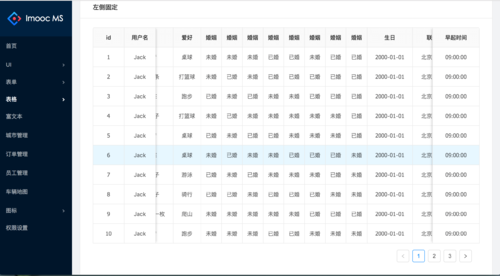 Imooc MS
首页
UI
表单
表格
富文本
城市管理
订单管理
员工管理
车辆地图
图标
权限设置
左侧固定
id 用户名 爱好 婚姻 婚姻 婚姻 婚姻 婚姻 婚姻 婚姻 生日 早起时间
1 Jack 桌球 未婚 未婚 未婚 已婚 未婚 未婚 未婚 2000-01-01 北京 09:00:00
2 Jack 打篮球 未婚 已婚 未婚 未婚 已婚 已婚 已婚 2000-01-01 北京 09:00:00
3 Jack 跑步 已婚 未婚 未婚 已婚 已婚 已婚 未婚 2000-01-01 北京 09:00:00
4 Jack 打篮球 未婚 已婚 未婚 未婚 未婚 未婚 未婚 2000-01-01 北京 09:00:00
5 Jack 桌球 已婚 未婚 已婚 已婚 未婚 已婚 未婚 2000-01-01 北京 09:00:00
6 Jack 桌球 未婚 已婚 未婚 未婚 已婚 已婚 已婚 2000-01-01 北京 09:00:00
7 Jack 游泳 已婚 未婚 已婚 未婚 已婚 未婚 未婚 2000-01-01 北京 09:00:00
8 Jack 骑行 已婚 已婚 未婚 已婚 已婚 未婚 未婚 2000-01-01 北京 09:00:00
9 Jack 一枚 爬山 未婚 未婚 未婚 未婚 未婚 已婚 已婚 2000-01-01 北京 09:00:00
10 Jack 跑步 未婚 未婚 未婚 已婚 未婚 未婚 未婚 2000-01-01 北京 09:00:00
1 2 3